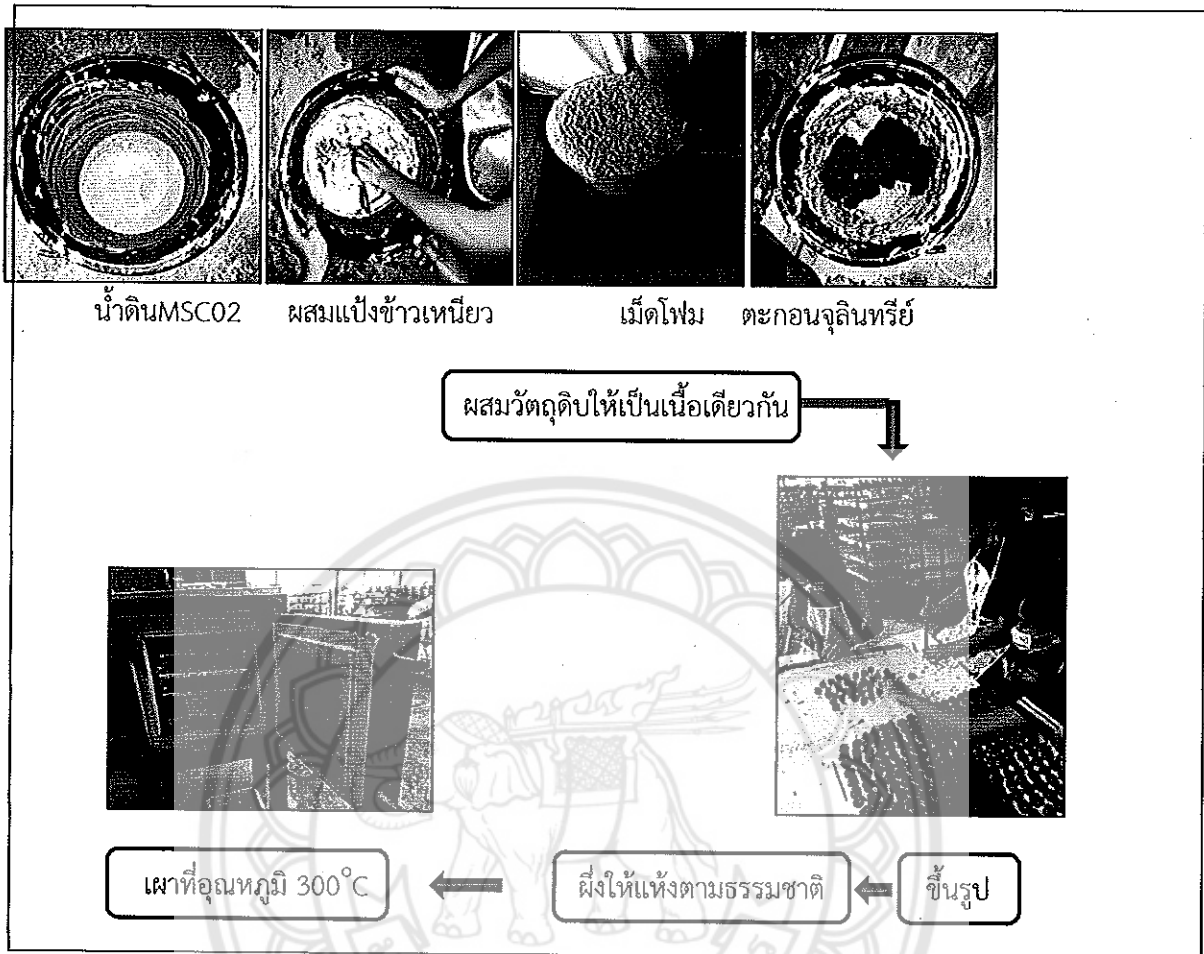 น้ำดินMSC02 ผสมแป้งข้าวเหนียว เม็ดโฟม ตะกอนจุลินทรีย์
ผสมวัตถุดิบให้เป็นเนื้อเดียวกัน
เผาที่อุณหภูมิ 300°C ผึ่งให้แห้งตามธรรมชาติ ขึ้นรูป